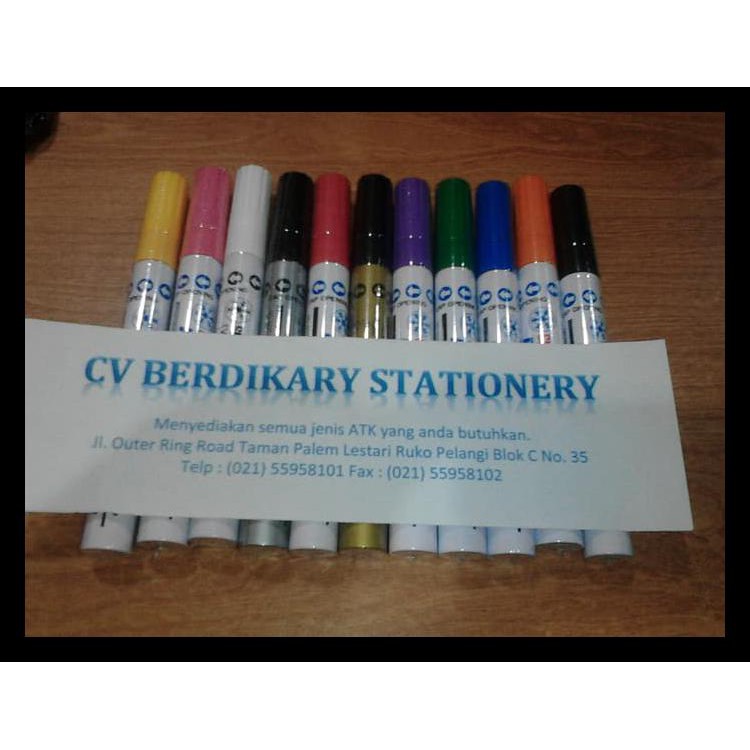 CV BERDIKARY STATIONERY
Menyediakan semua jenis ATK yang anda butuhkan.
Jl. Outer Ring Road Taman Palem Lestari Ruko Pelangi Blok C No. 35
Telp : (021) 55958101 Fax : (021) 55958102